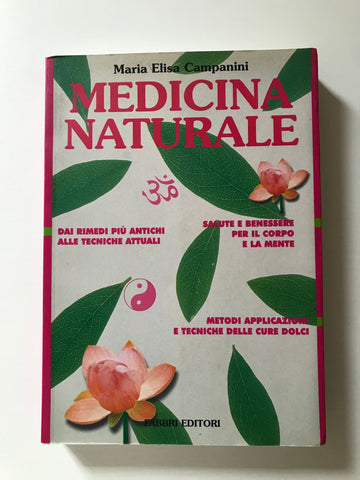 Maria Elisa Campanini
MEDICINA
NATURALE
DAI RIMEDI PIÙ ANTICHI
ALLE TECNICHE ATTUALI
SALUTE E BENESSERE
PER IL CORPO
E LA MENTE
METODI APPLICAZIONI
E TECNICHE DELLE CURE DOLCI
FABBRI EDITORI